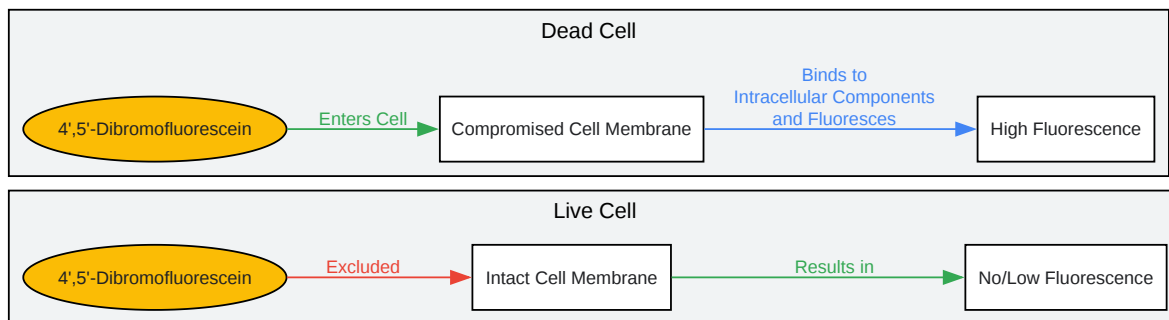 Dead Cell
4',5'-Dibromofluorescein
Enters Cell
Compromised Cell Membrane
Binds to
Intracellular Components
and Fluoresces
High Fluorescence
Live Cell
4',5'-Dibromofluorescein
Excluded
Intact Cell Membrane
Results in
No/Low Fluorescence